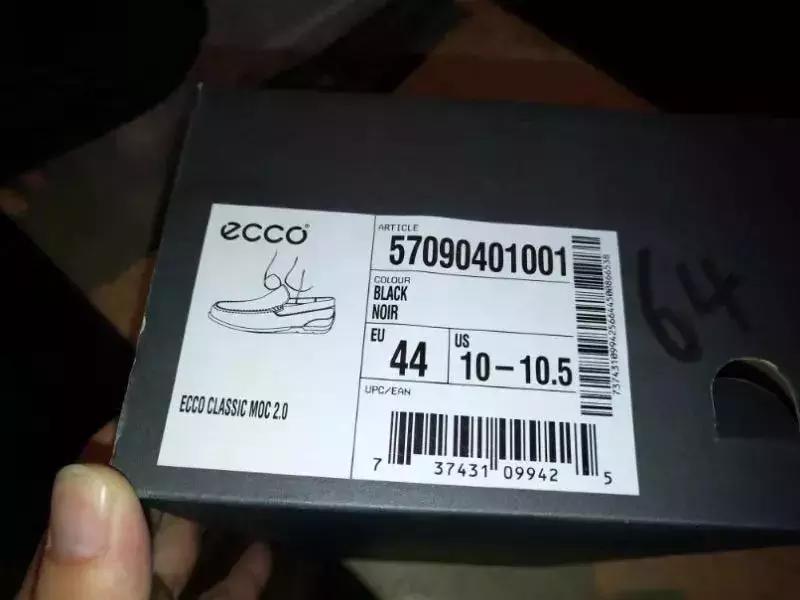 ecco
ARTICLE
57090401001
COLOUR
BLACK
NOIR
EU
44
US
10-10.5
ECCO CLASSIC MOC 2.0
UPC/EAN
7 37431 09942 5
64
64